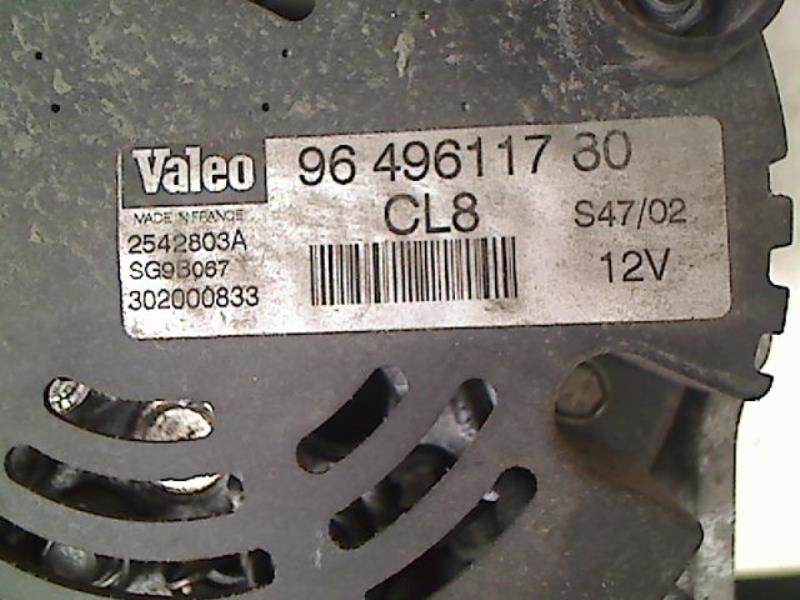 Valeo
MADE IN FRANCE
2542803A
SG9B067
302000833
96 496117 80
CL8
S47/02
12V